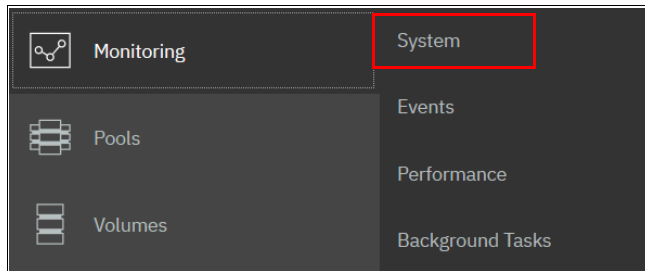 Monitoring
Pools
Volumes
System
Events
Performance
Background Tasks